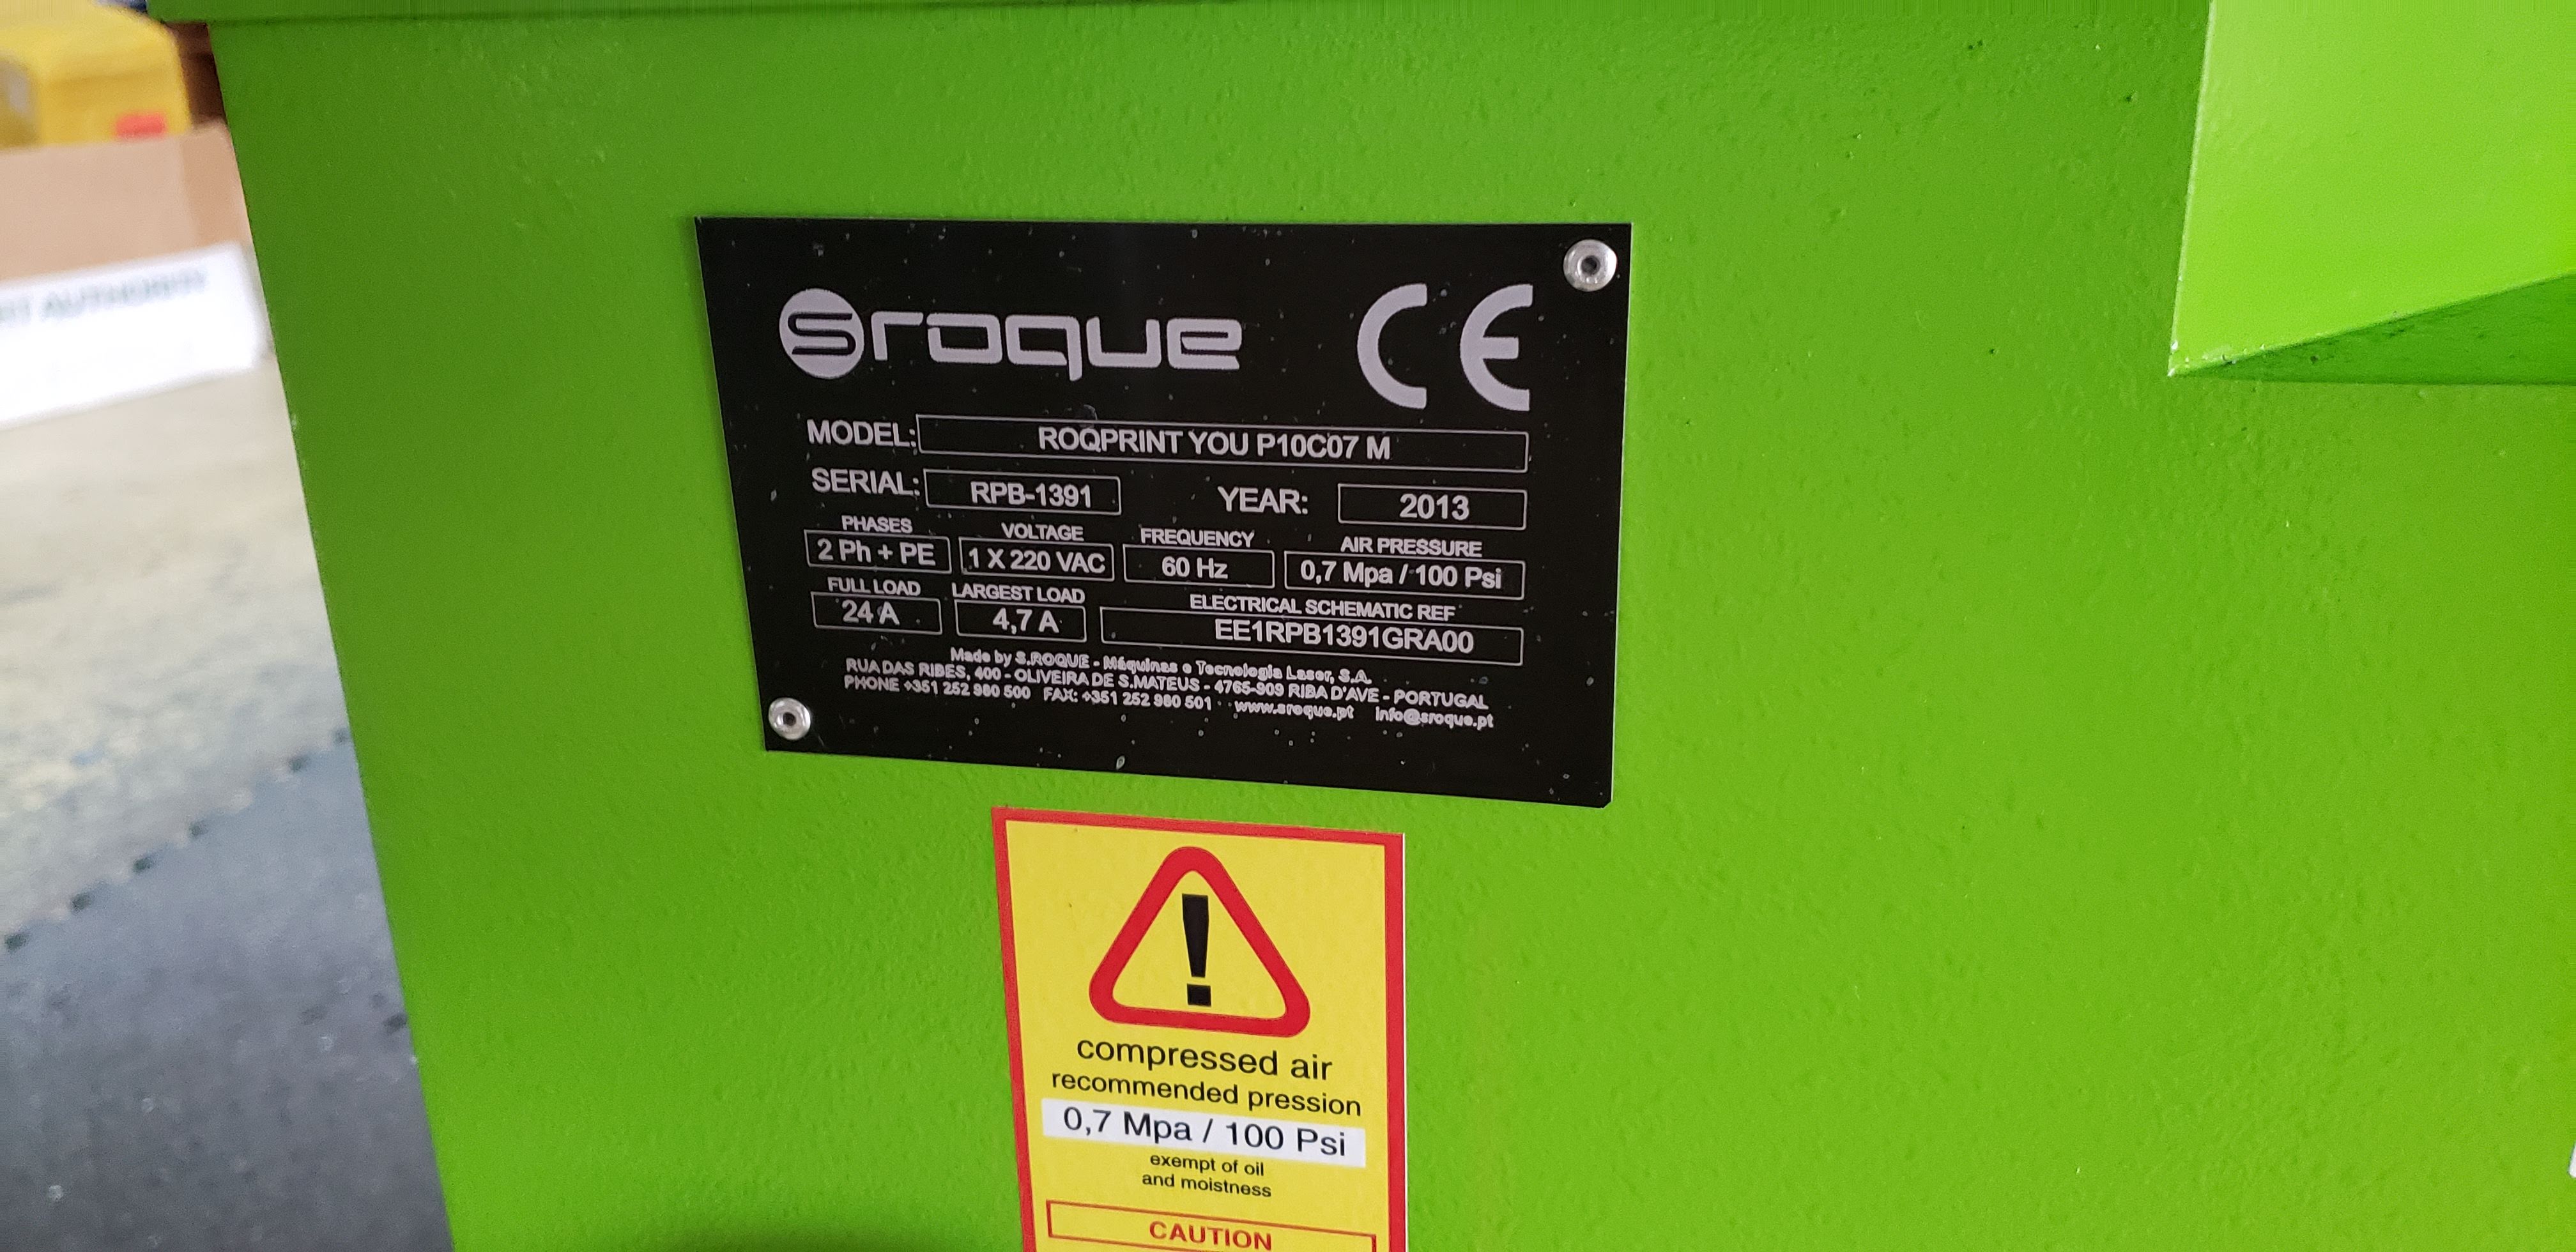 sroque CE
MODEL: ROQPRINT YOU P10C07 M
SERIAL: RPB-1391 YEAR: 2013
PHASES VOLTAGE FREQUENCY AIR PRESSURE
2 Ph + PE 1 X 220 VAC 60 Hz 0,7 Mpa / 100 Psi
FULL LOAD LARGEST LOAD ELECTRICAL SCHEMATIC REF
24 A 4,7 A EE1RPB1391GRA00
Made by S.ROQUE - Máquinas e Tecnologia Laser, S.A.
RUA DAS RIBES, 400 - OLIVEIRA DE S.MATEUS - 4765-909 RIBA D'AVE - PORTUGAL
PHONE +351 252 980 500 FAX: +351 252 980 501 www.sroque.pt info@sroque.pt
!
compressed air
recommended pression
0,7 Mpa / 100 Psi
exempt of oil
and moistness
CAUTION